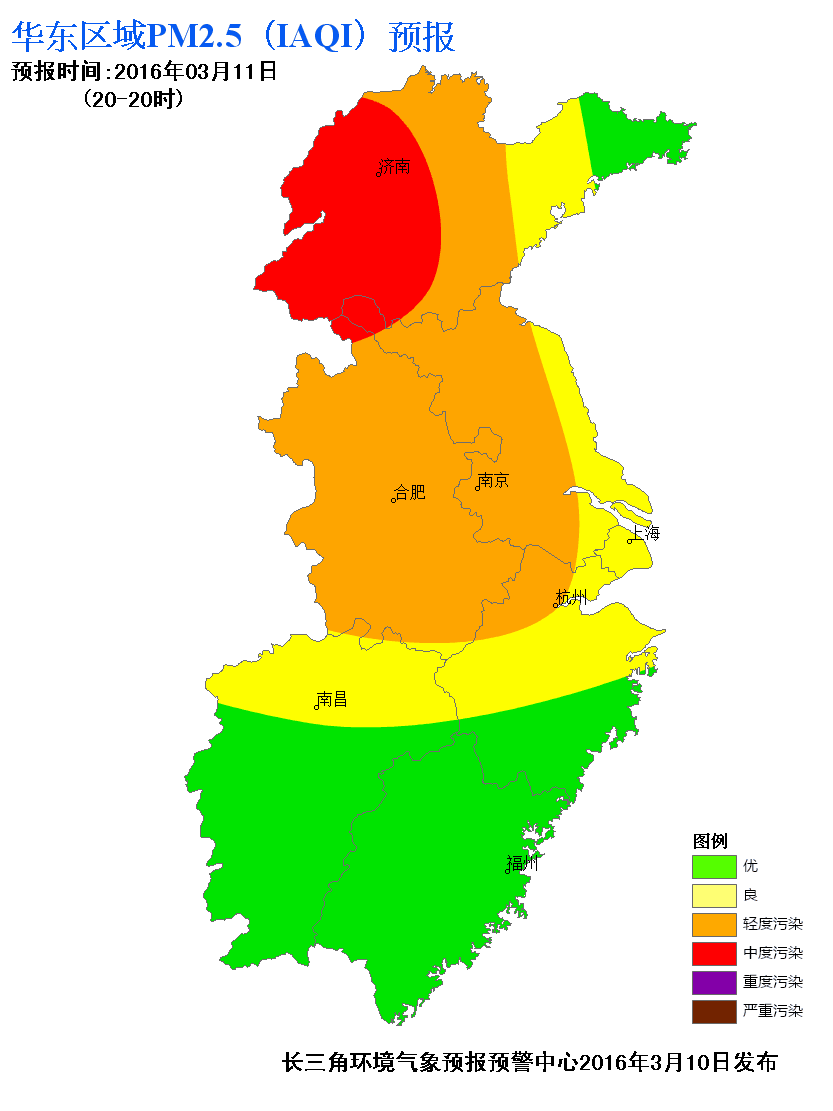 华东区域PM2.5（IAQI）预报
预报时间:2016年03月11日
(20-20时)
济南
南京
合肥
上海
杭州
南昌
福州
图例
优
良
轻度污染
中度污染
重度污染
严重污染
长三角环境气象预报预警中心2016年3月10日发布